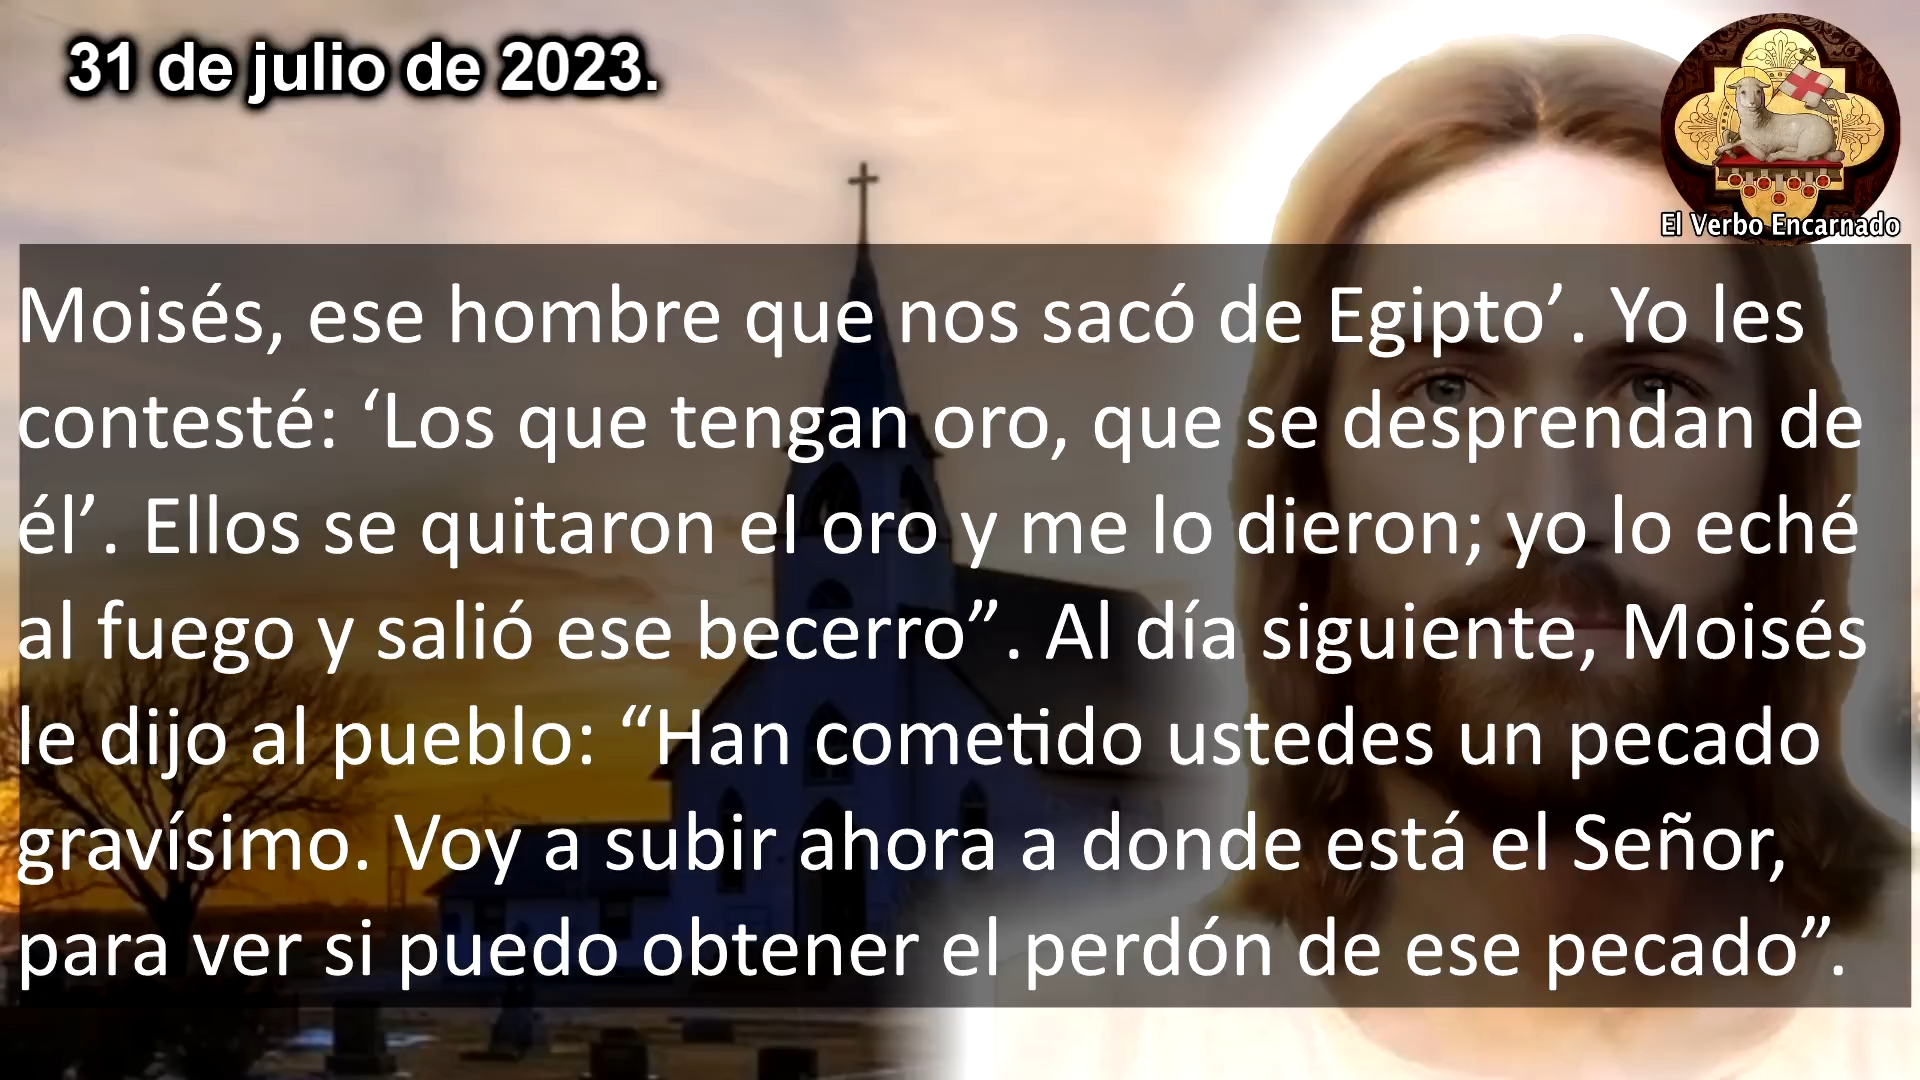 31 de julio de 2023.
El Verbo Encarnado
Moisés, ese hombre que nos sacó de Egipto’. Yo les
contesté: ‘Los que tengan oro, que se desprendan de
él’. Ellos se quitaron el oro y me lo dieron; yo lo eché
al fuego y salió ese becerro”. Al día siguiente, Moisés
le dijo al pueblo: “Han cometido ustedes un pecado
gravísimo. Voy a subir ahora a donde está el Señor,
para ver si puedo obtener el perdón de ese pecado”.